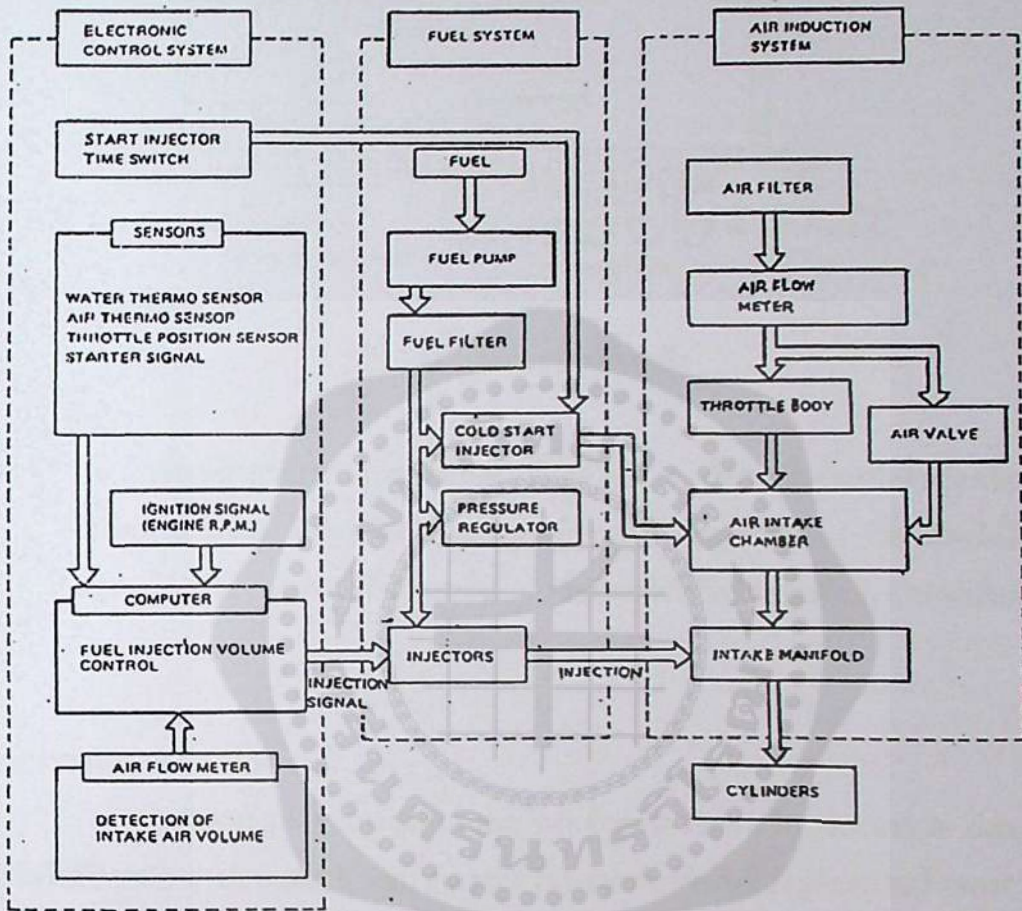 ELECTRONIC
CONTROL SYSTEM
START INJECTOR
TIME SWITCH
SENSORS
WATER THERMO SENSOR
AIR THERMO SENSOR
THROTTLE POSITION SENSOR
STARTER SIGNAL
IGNITION SIGNAL
(ENGINE R.P.M.)
COMPUTER
FUEL INJECTION VOLUME
CONTROL
INJECTION
SIGNAL
AIR FLOW METER
DETECTION OF
INTAKE AIR VOLUME
FUEL SYSTEM
FUEL
FUEL PUMP
FUEL FILTER
COLD START
INJECTOR
PRESSURE
REGULATOR
INJECTORS
INJECTION
AIR INDUCTION
SYSTEM
AIR FILTER
AIR FLOW
METER
THROTTLE BODY
AIR VALVE
AIR INTAKE
CHAMBER
INTAKE MANIFOLD
CYLINDERS